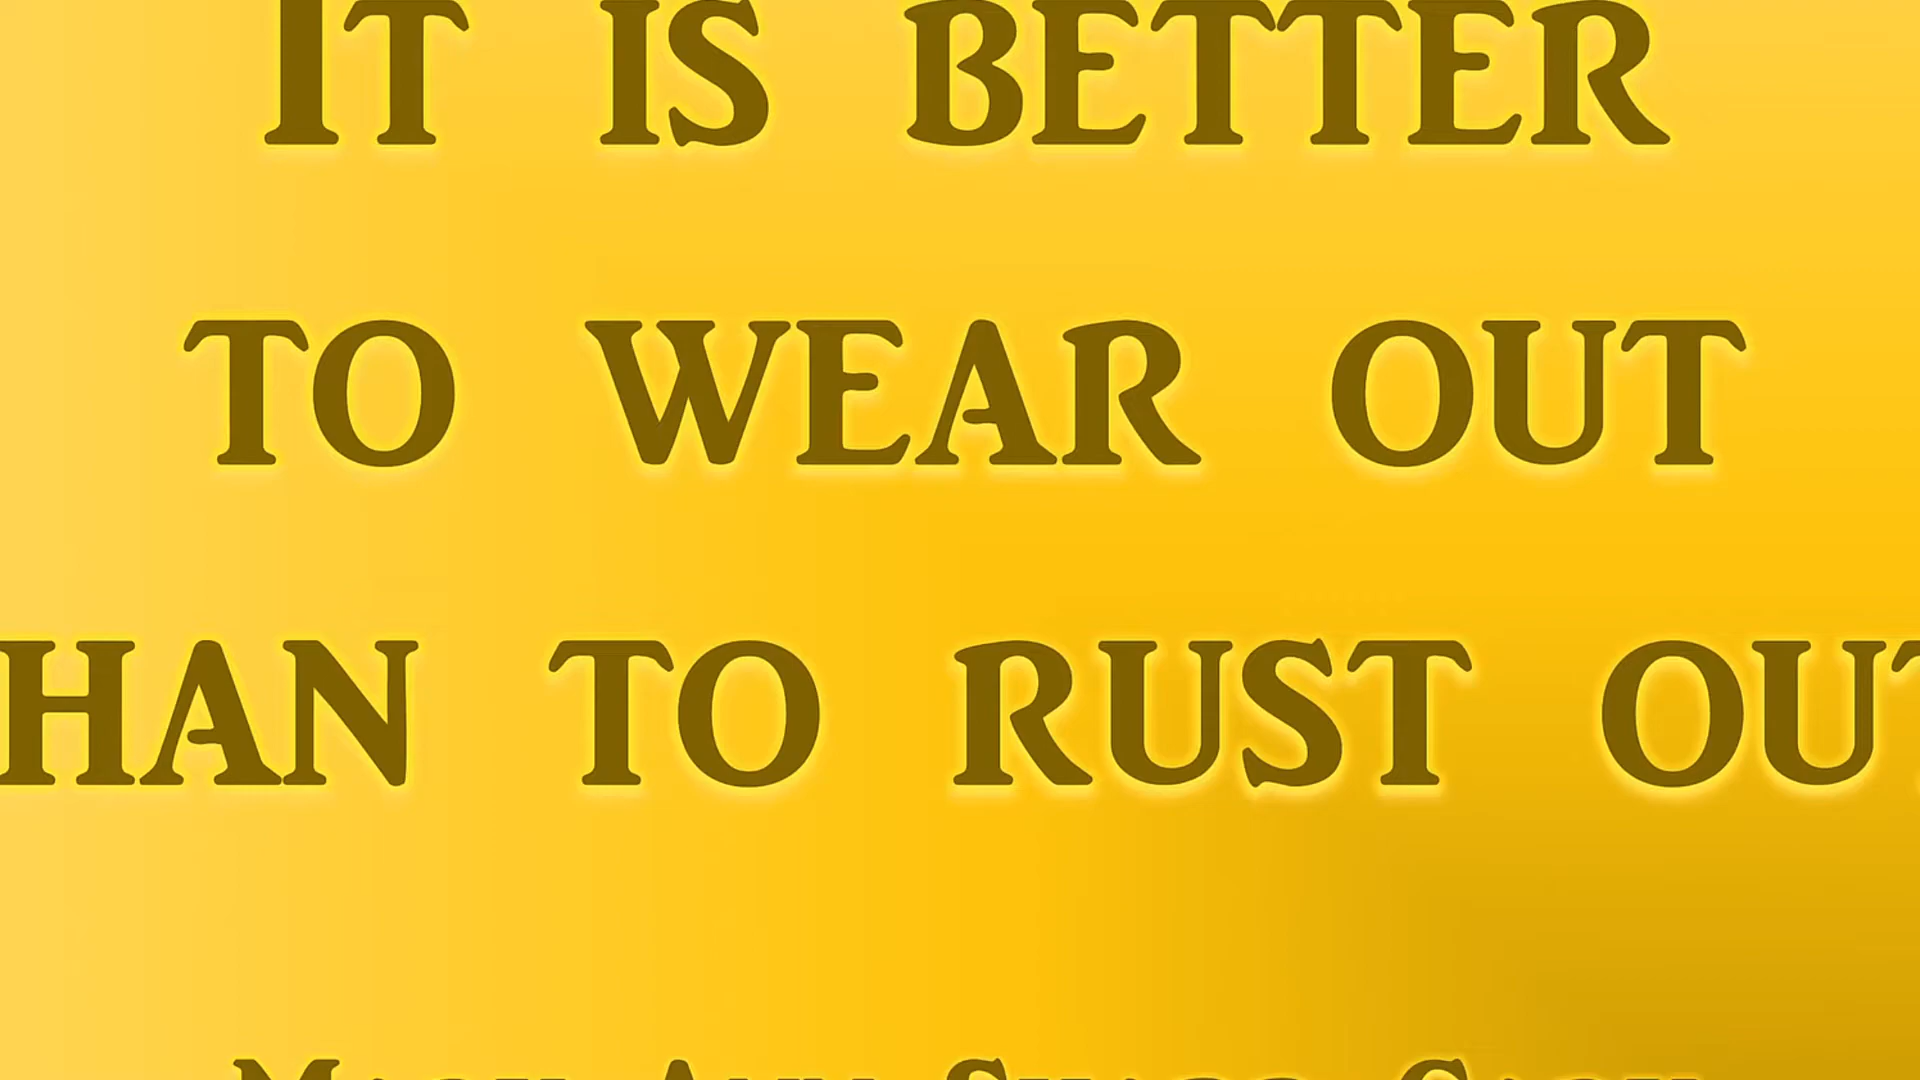 It is better
to wear out
han to rust out